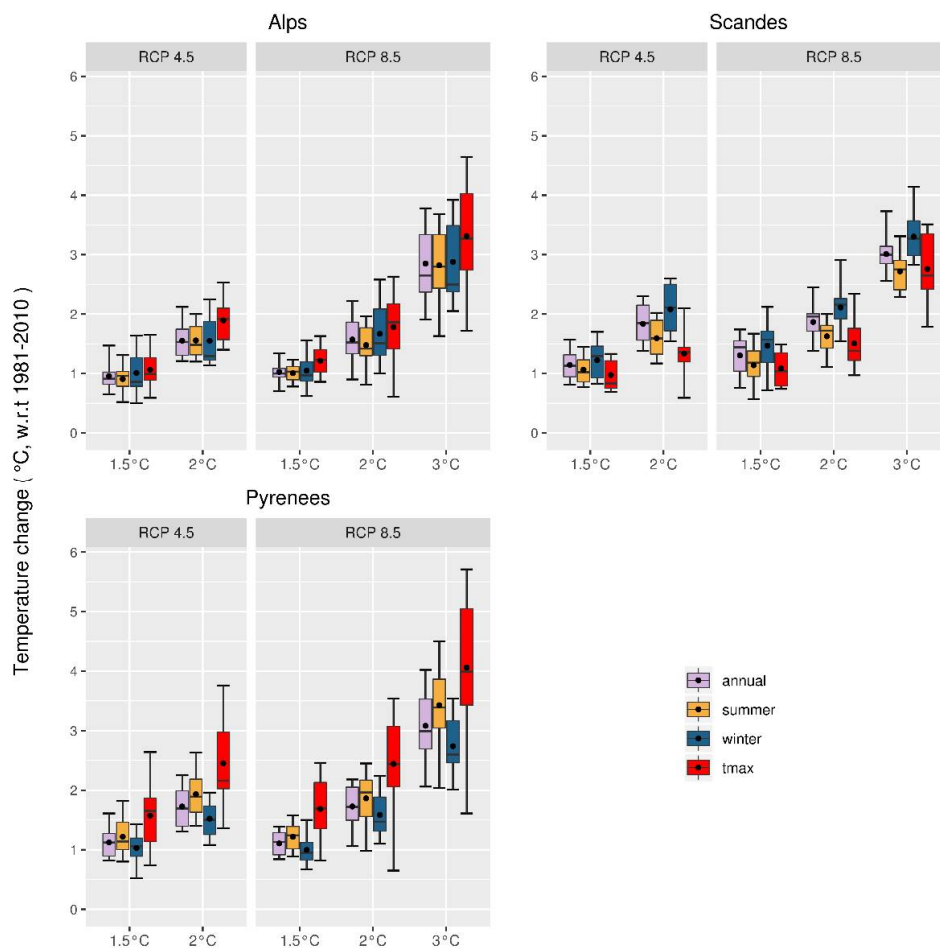 Alps
RCP 4.5
RCP 8.5
6
5
4
3
2
1
0
1.5°C
2°C
1.5°C
2°C
3°C
Scandes
RCP 4.5
RCP 8.5
6
5
4
3
2
1
0
1.5°C
2°C
1.5°C
2°C
3°C
Temperature change ( °C, w.r.t 1981-2010 )
Pyrenees
RCP 4.5
RCP 8.5
6
5
4
3
2
1
0
1.5°C
2°C
1.5°C
2°C
3°C
annual
summer
winter
tmax